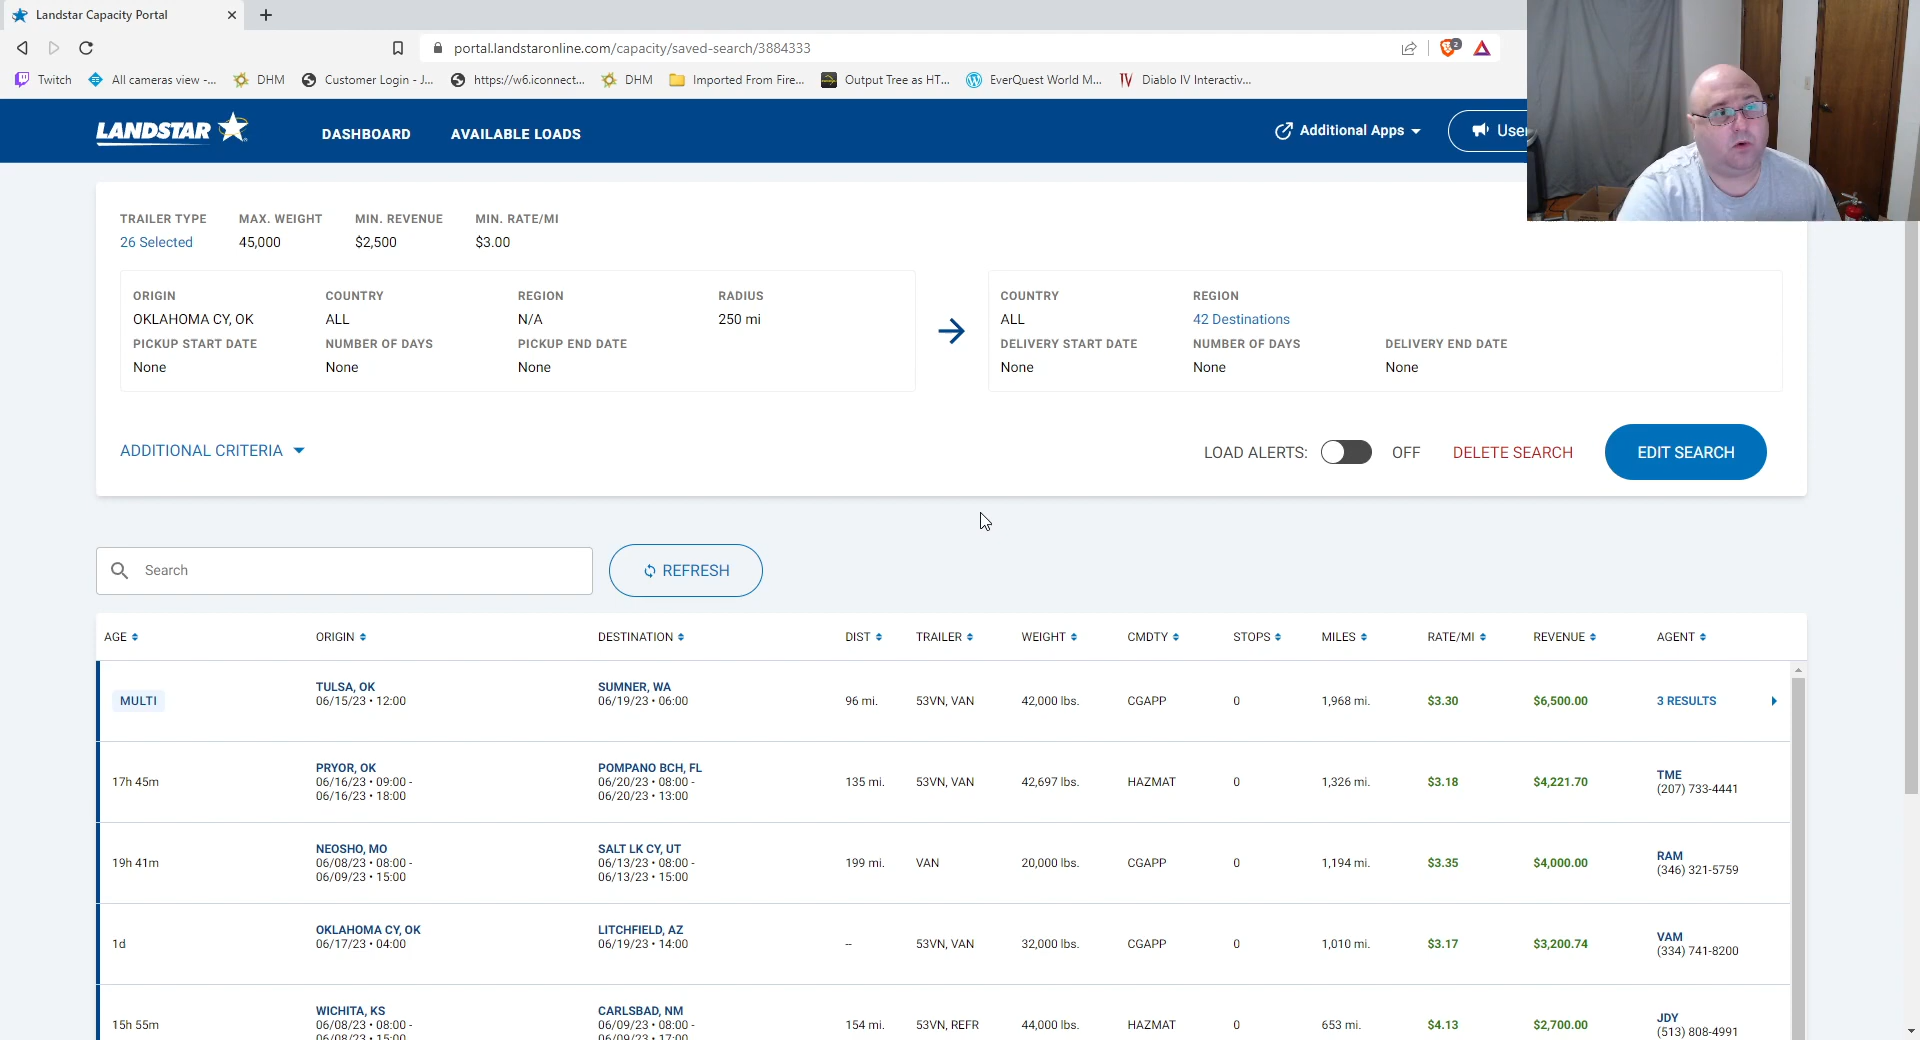 Landstar Capacity Portal
portal.landstaronline.com/capacity/saved-search/3884333
2
Twitch All cameras view -... DHM Customer Login - J... https://w6.iconnect... DHM Imported From Fire... Output Tree as HT... EverQuest World M... Diablo IV Interactiv...
LANDSTAR DASHBOARD AVAILABLE LOADS Additional Apps User
TRAILER TYPE MAX. WEIGHT MIN. REVENUE MIN. RATE/MI
26 Selected 45,000 $2,500 $3.00
ORIGIN COUNTRY REGION RADIUS COUNTRY REGION
OKLAHOMA CY, OK ALL N/A 250 mi ALL 42 Destinations
PICKUP START DATE NUMBER OF DAYS PICKUP END DATE DELIVERY START DATE NUMBER OF DAYS DELIVERY END DATE
None None None None None None
ADDITIONAL CRITERIA LOAD ALERTS: OFF DELETE SEARCH EDIT SEARCH
Search REFRESH
AGE ORIGIN DESTINATION DIST TRAILER WEIGHT CMDTY STOPS MILES RATE/MI REVENUE AGENT
TULSA, OK SUMNER, WA
MULTI 06/15/23 • 12:00 06/19/23 • 06:00 96 mi. 53VN, VAN 42,000 lbs. CGAPP 0 1,968 mi. $3.30 $6,500.00 3 RESULTS
PRYOR, OK POMPANO BCH, FL TME
17h 45m 06/16/23 • 09:00 - 06/20/23 • 08:00 - 135 mi. 53VN, VAN 42,697 lbs. HAZMAT 0 1,326 mi. $3.18 $4,221.70 (207) 733-4441
06/16/23 • 18:00 06/20/23 • 13:00
NEOSHO, MO SALT LK CY, UT RAM
19h 41m 06/08/23 • 08:00 - 06/13/23 • 08:00 - 199 mi. VAN 20,000 lbs. CGAPP 0 1,194 mi. $3.35 $4,000.00 (346) 321-5759
06/09/23 • 15:00 06/13/23 • 15:00
OKLAHOMA CY, OK LITCHFIELD, AZ VAM
1d 06/17/23 • 04:00 06/19/23 • 14:00 -- 53VN, VAN 32,000 lbs. CGAPP 0 1,010 mi. $3.17 $3,200.74 (334) 741-8200
WICHITA, KS CARLSBAD, NM JDY
15h 55m 06/08/23 • 08:00 - 06/09/23 • 08:00 - 154 mi. 53VN, REFR 44,000 lbs. HAZMAT 0 653 mi. $4.13 $2,700.00 (513) 808-4991
06/08/23 • 15:00 06/09/23 • 17:00